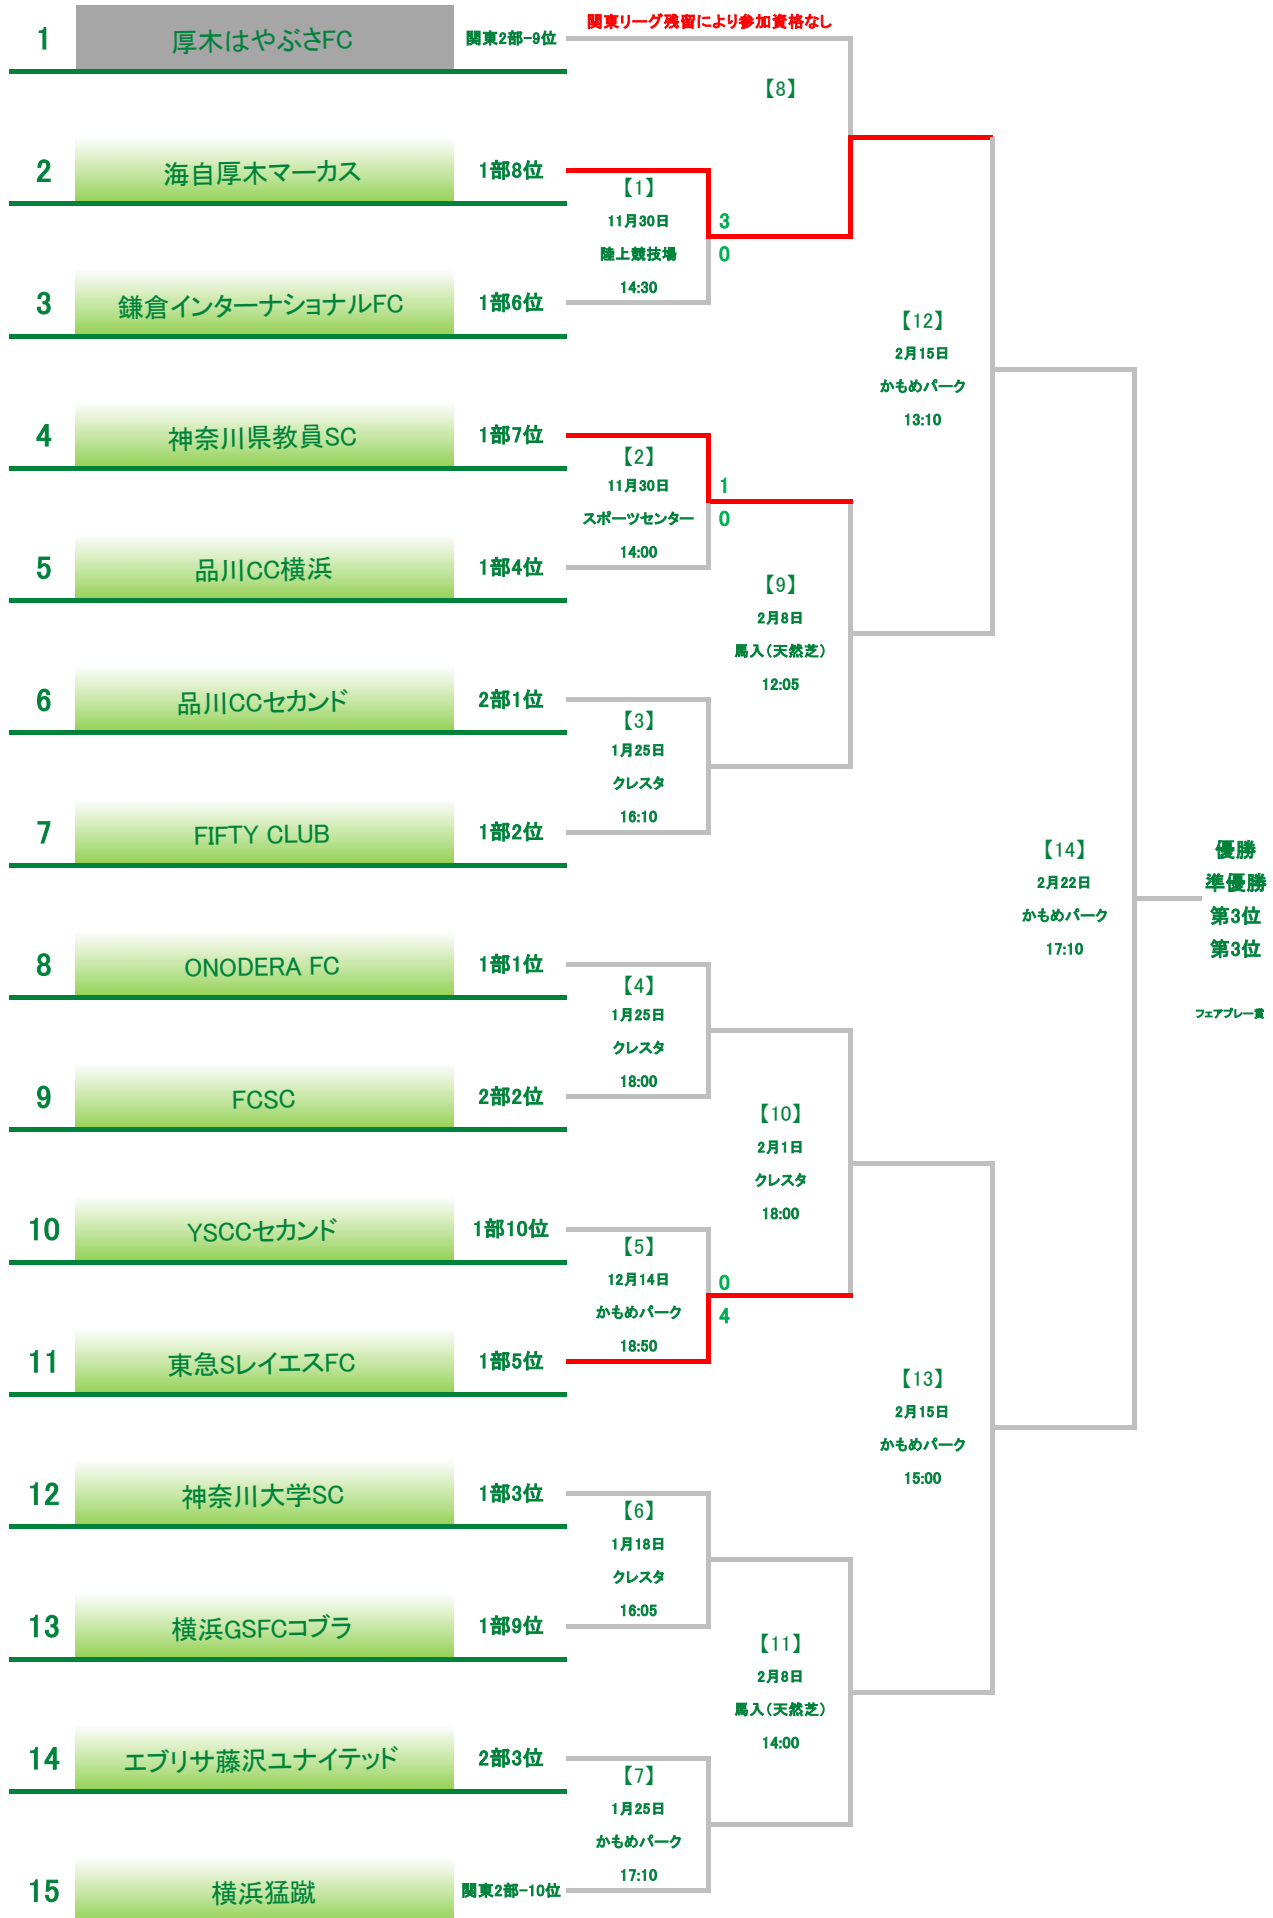 関東リーグ残留により参加資格なし
1 厚木はやぶさFC 関東2部-9位
【8】
2 海自厚木マーカス 1部8位
【1】
11月30日
3
陸上競技場
0
14:30
3 鎌倉インターナショナルFC 1部6位
【12】
2月15日
かもめパーク
13:10
4 神奈川県教員SC 1部7位
【2】
11月30日
1
スポーツセンター
0
14:00
5 品川CC横浜 1部4位
【9】
2月8日
馬入(天然芝)
12:05
6 品川CCセカンド 2部1位
【3】
1月25日
クレスタ
16:10
7 FIFTY CLUB 1部2位
【14】
2月22日
かもめパーク
17:10
優勝
準優勝
第3位
第3位
フェアプレー賞
8 ONODERA FC 1部1位
【4】
1月25日
クレスタ
18:00
9 FCSC 2部2位
【10】
2月1日
クレスタ
18:00
10 YSCCセカンド 1部10位
【5】
12月14日
0
かもめパーク
4
18:50
11 東急SレイエスFC 1部5位
【13】
2月15日
かもめパーク
15:00
12 神奈川大学SC 1部3位
【6】
1月18日
クレスタ
16:05
13 横浜GSFCコブラ 1部9位
【11】
2月8日
馬入(天然芝)
14:00
14 エブリサ藤沢ユナイテッド 2部3位
【7】
1月25日
かもめパーク
17:10
15 横浜猛蹴 関東2部-10位